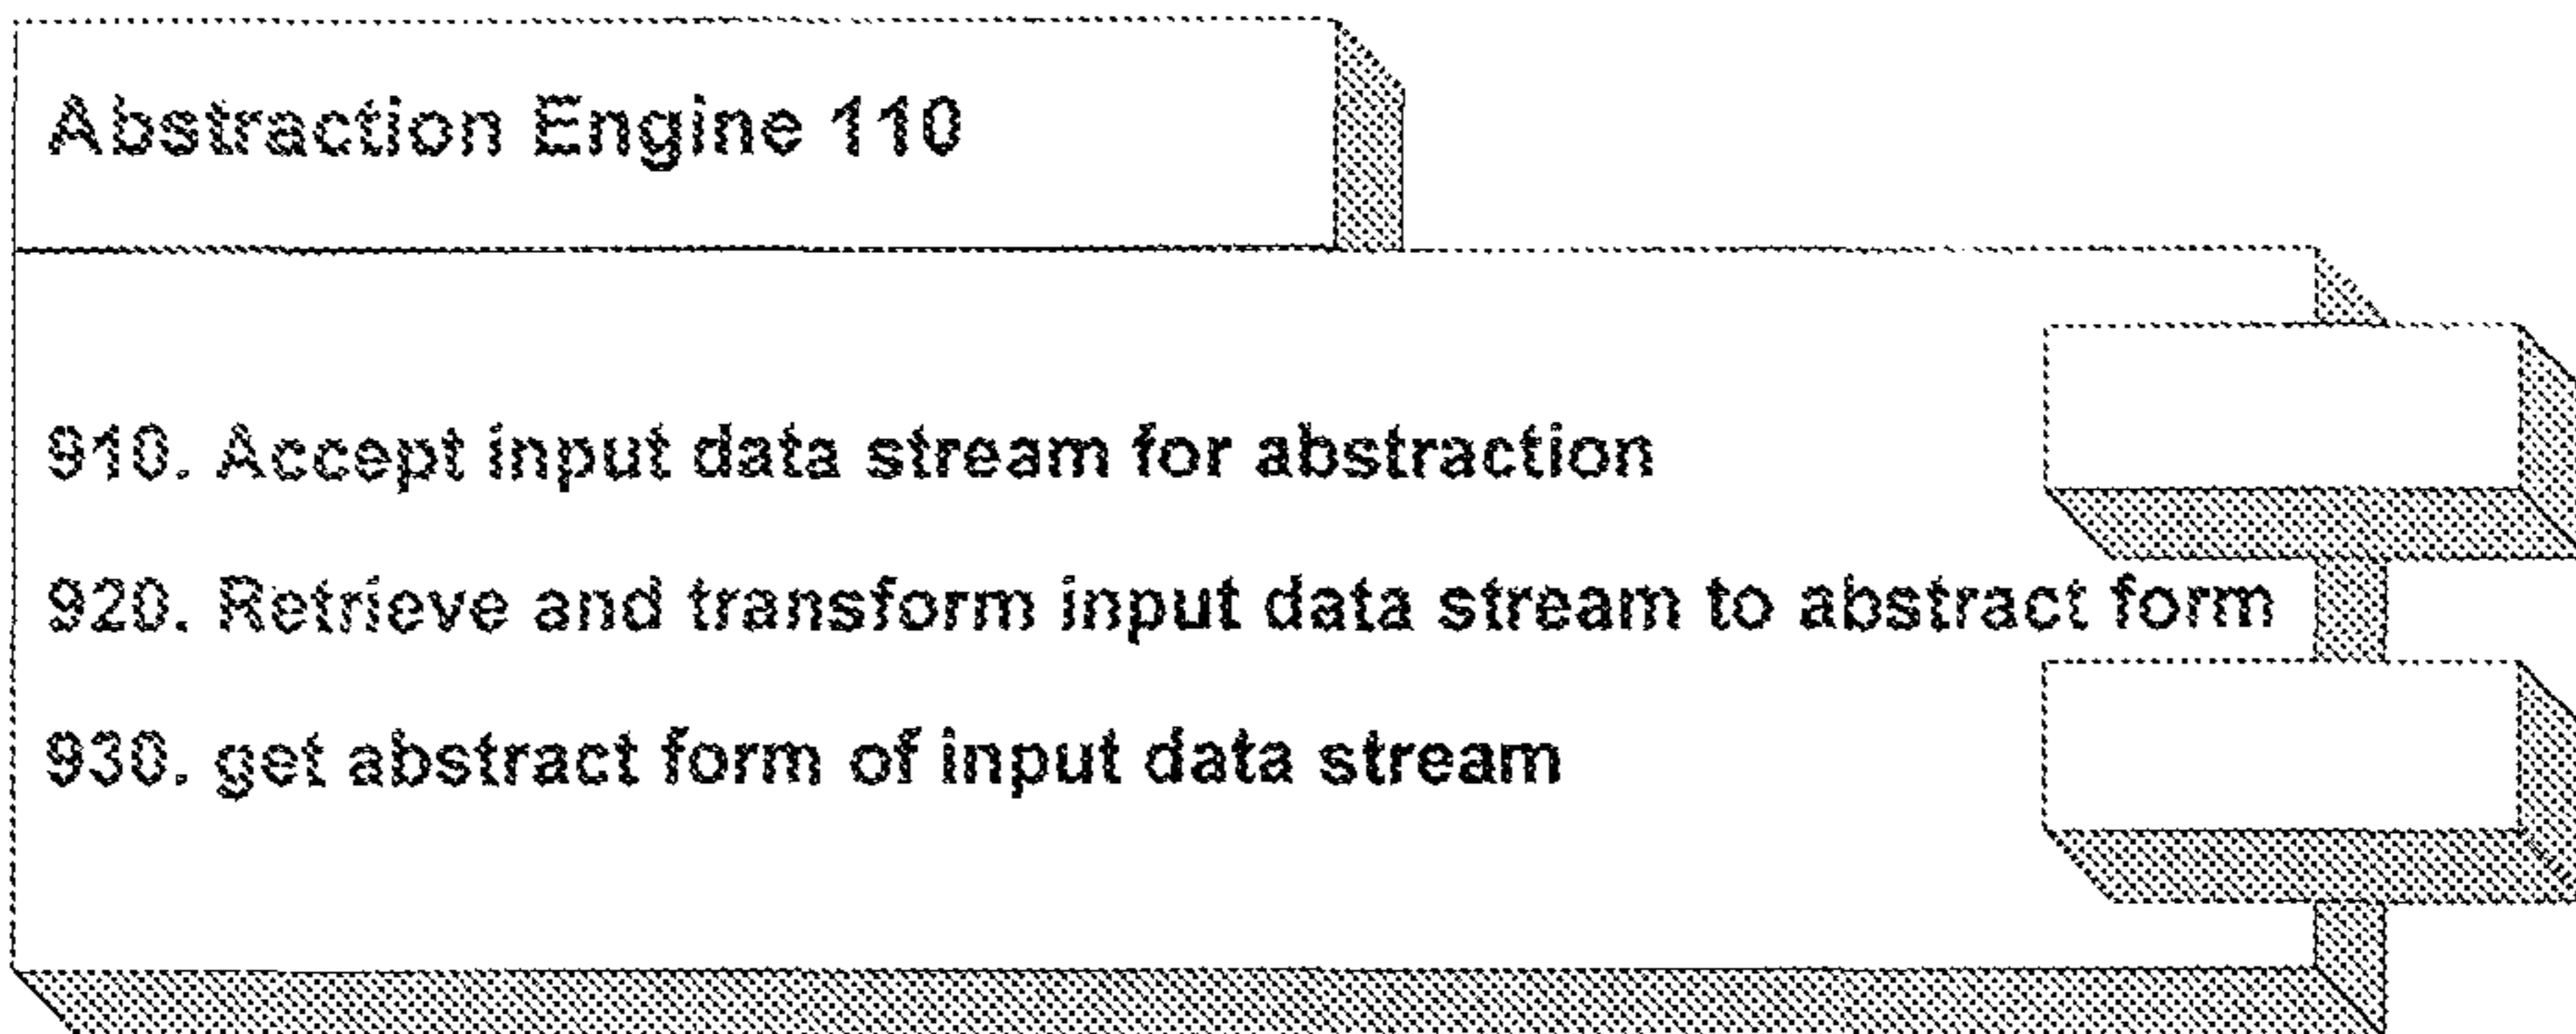 Abstraction Engine 110
910. Accept input data stream for abstraction
920. Retrieve and transform input data stream to abstract form
930. get abstract form of input data stream